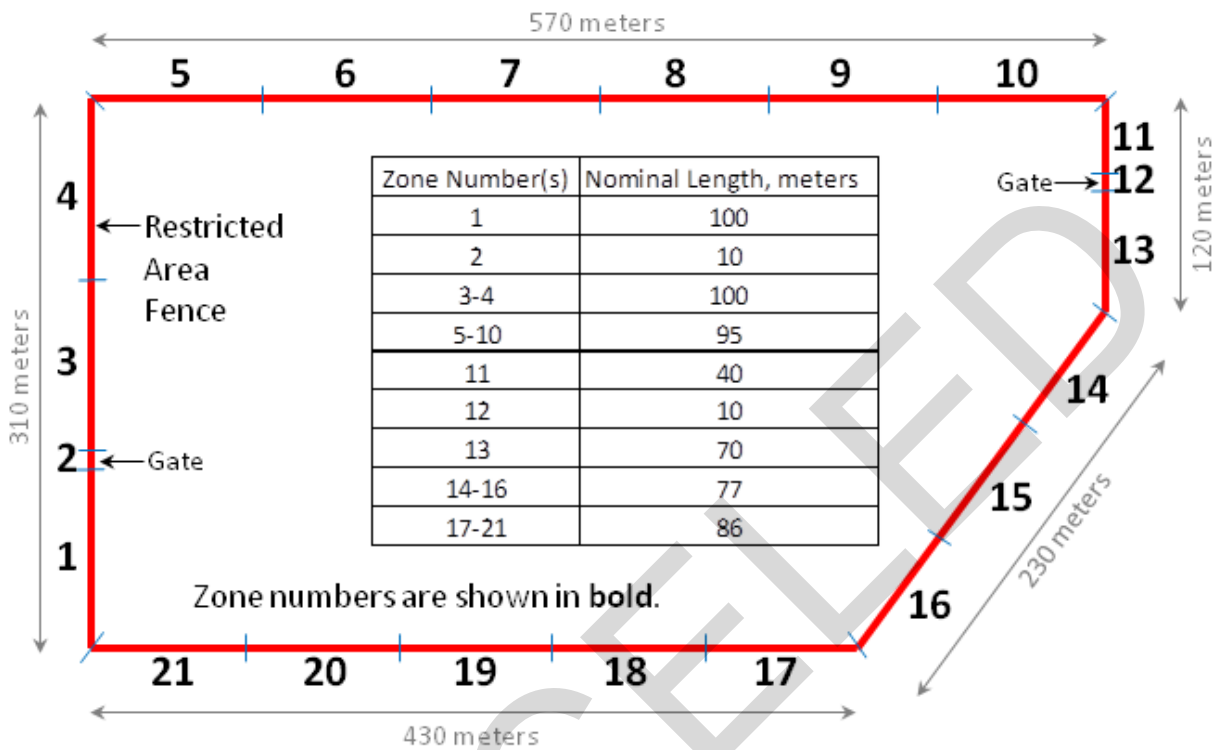 570 meters
5 6 7 8 9 10
4
11
Gate
12
13
120 meters
Restricted
Area
Fence
310 meters
3
2
Gate
1
Zone Number(s) Nominal Length, meters
1 100
2 10
3-4 100
5-10 95
11 40
12 10
13 70
14-16 77
17-21 86
14
15
16
230 meters
Zone numbers are shown in bold.
21 20 19 18 17
430 meters